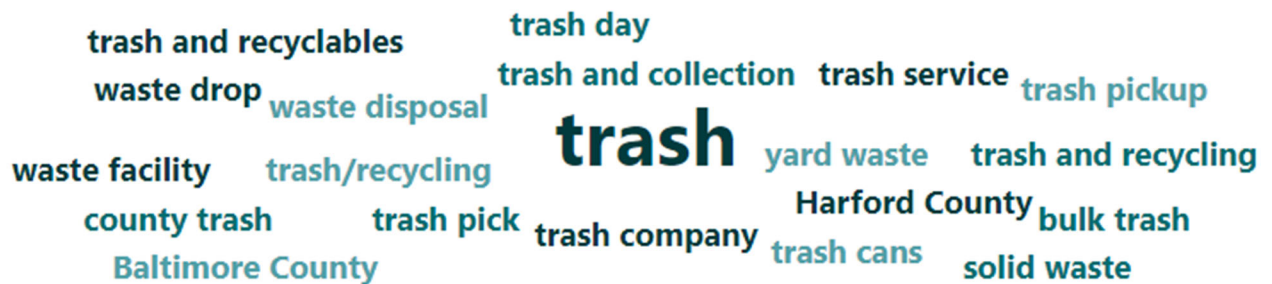 trash day
trash and recyclables
trash and collection
trash service
waste drop
trash pickup
waste disposal
trash
yard waste
trash and recycling
waste facility
trash/recycling
Harford County
county trash
trash pick
bulk trash
trash company
trash cans
Baltimore County
solid waste